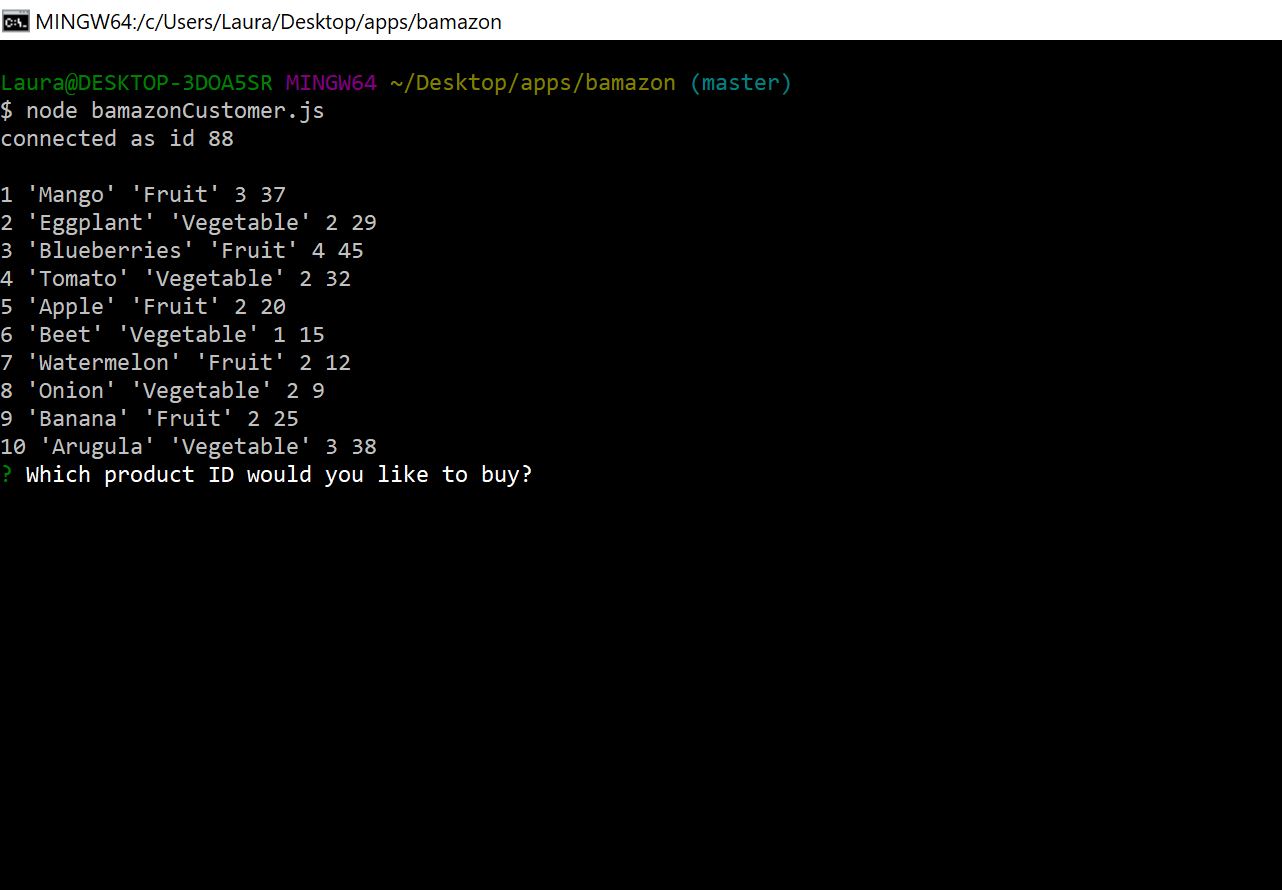 MINGW64:/c/Users/Laura/Desktop/apps/bamazon
Laura@DESKTOP-3DOA5SR MINGW64 ~/Desktop/apps/bamazon (master)
$ node bamazonCustomer.js
connected as id 88
1 'Mango' 'Fruit' 3 37
2 'Eggplant' 'Vegetable' 2 29
3 'Blueberries' 'Fruit' 4 45
4 'Tomato' 'Vegetable' 2 32
5 'Apple' 'Fruit' 2 20
6 'Beet' 'Vegetable' 1 15
7 'Watermelon' 'Fruit' 2 12
8 'Onion' 'Vegetable' 2 9
9 'Banana' 'Fruit' 2 25
10 'Arugula' 'Vegetable' 3 38
? Which product ID would you like to buy?